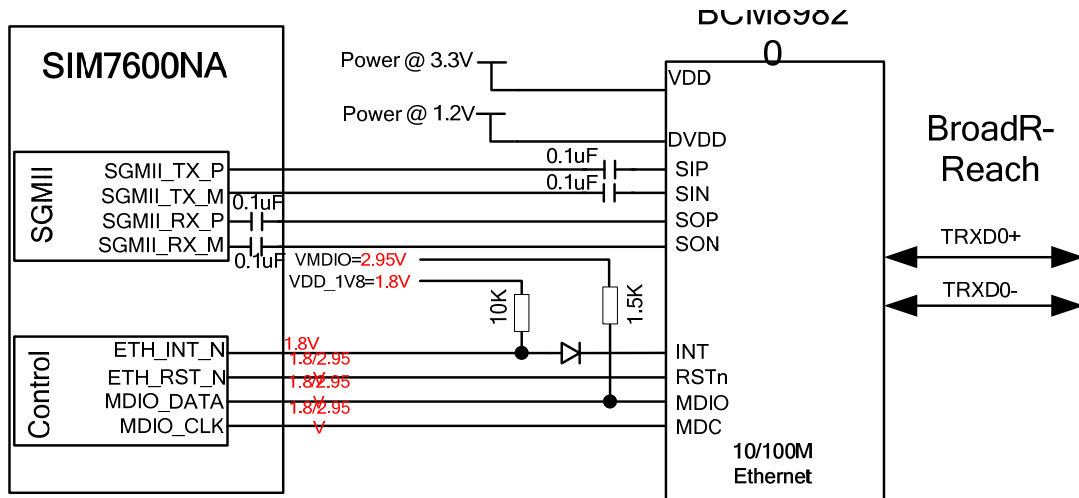 BCM8982
0
SIM7600NA
Power @ 3.3V
VDD
Power @ 1.2V
DVDD
BroadR-
Reach
SGMII
SGMII_TX_P
0.1uF
SIP
SGMII_TX_M
0.1uF
SIN
SGMII_RX_P
0.1uF
SOP
SGMII_RX_M
0.1uF
SON
TRXD0+
VMDIO=2.95V
VDD_1V8=1.8V
TRXD0-
10K
1.5K
Control
ETH_INT_N
1.8V
INT
1.8/2.95
V
ETH_RST_N
RSTn
1.8/2.95
V
MDIO_DATA
MDIO
1.8/2.95
V
MDIO_CLK
MDC
10/100M
Ethernet